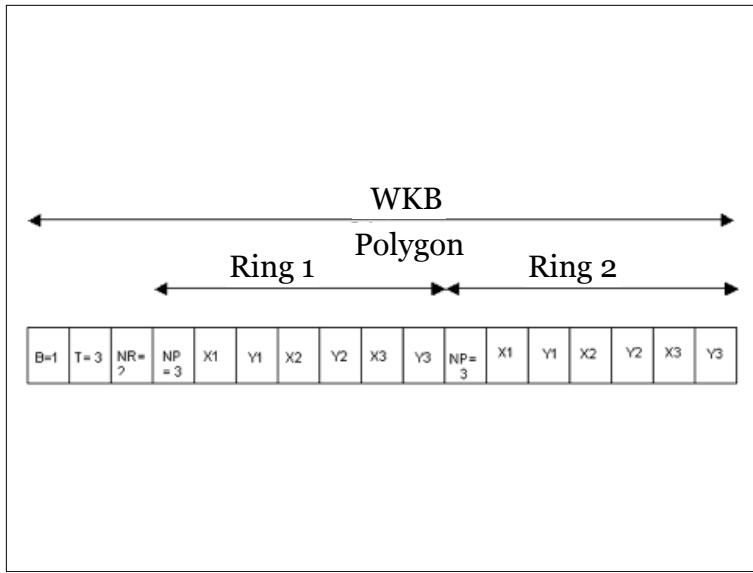 WKB
Polygon
Ring 1 Ring 2
B=1 T= 3 NR= 2 NP = 3 X1 Y1 X2 Y2 X3 Y3 NP= 3 X1 Y1 X2 Y2 X3 Y3